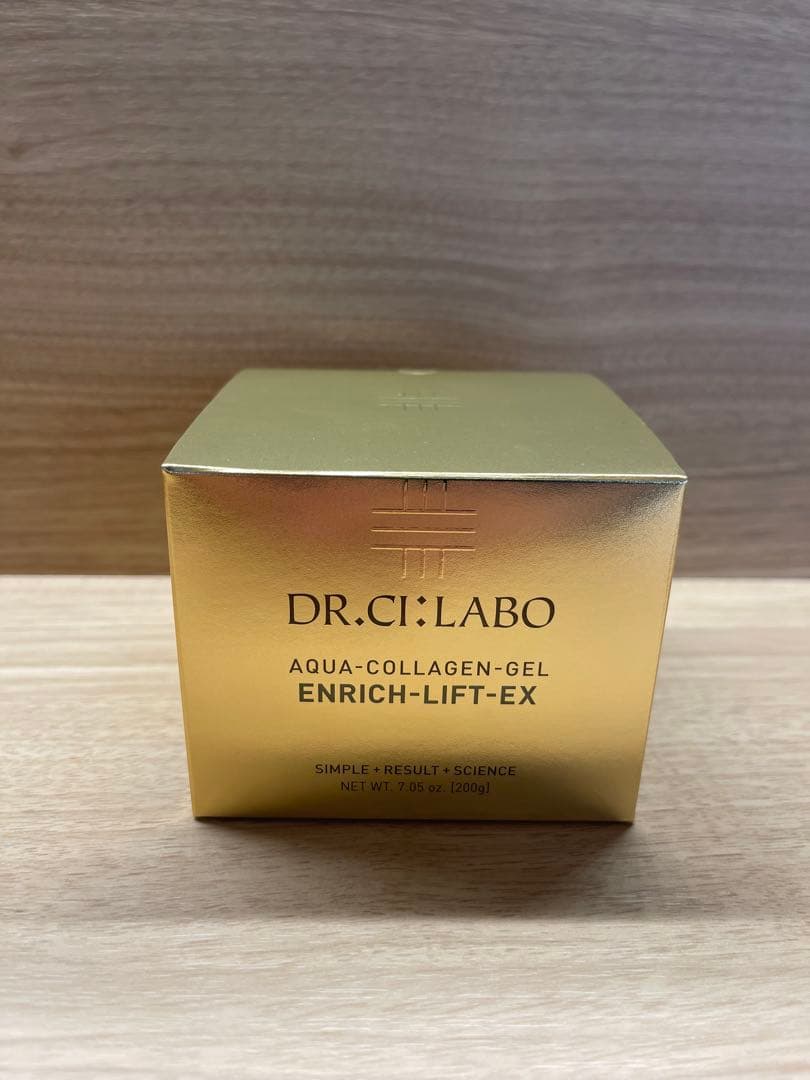 DR.CI:LABO
AQUA-COLLAGEN-GEL
ENRICH-LIFT-EX
SIMPLE + RESULT + SCIENCE
NET WT. 7.05 oz. [200g]